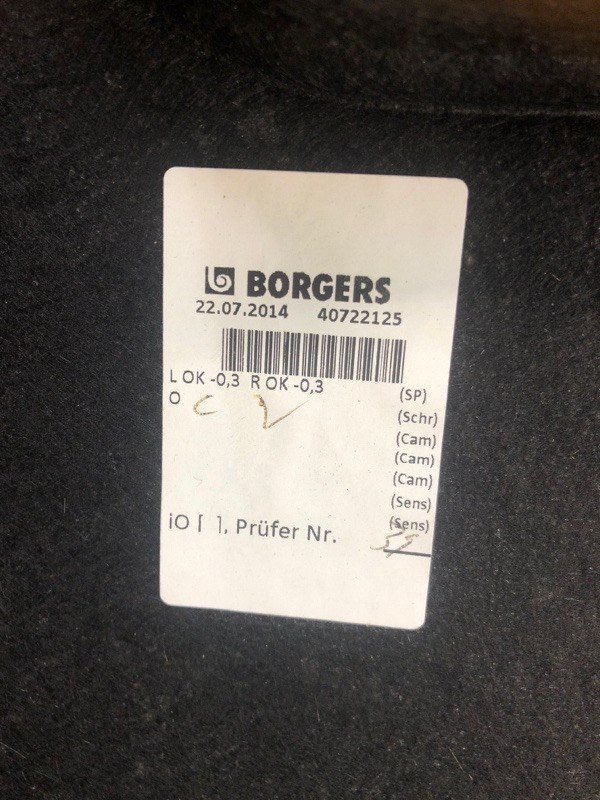 BORGERS
22.07.2014 40722125
L OK -0,3 R OK -0,3 (SP)
O (Schr)
(Cam)
(Cam)
(Cam)
(Sens)
(Sens)
iO [ ], Prüfer Nr.